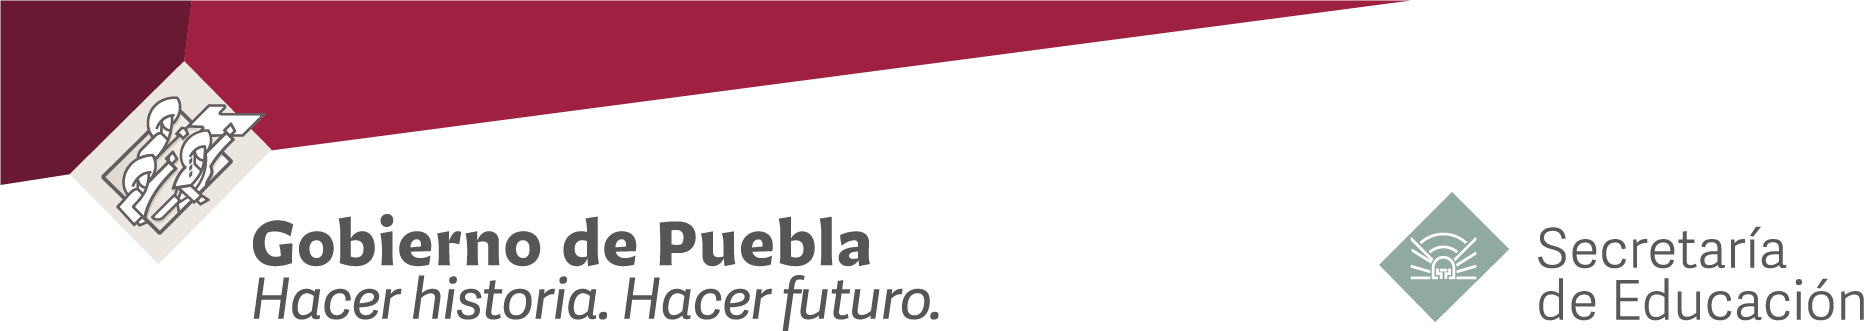 Gobierno de Puebla
Hacer historia. Hacer futuro.
Secretaría
de Educación